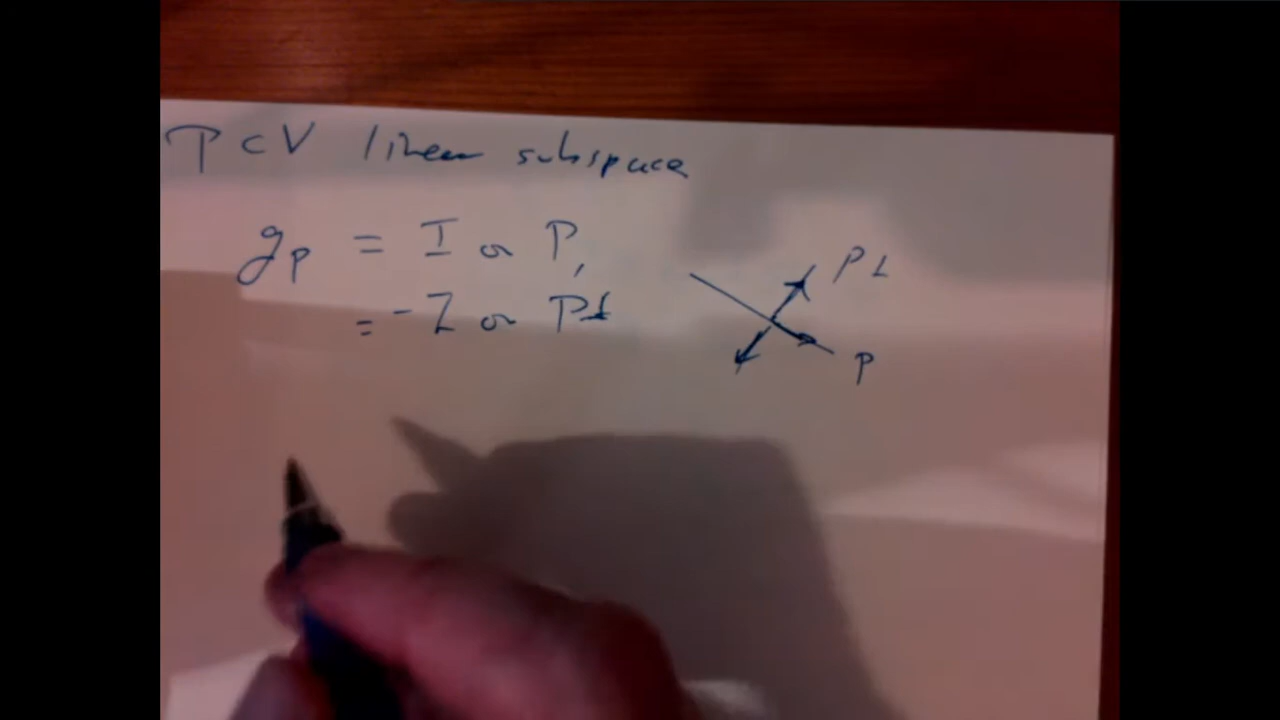 P ⊂ V linear subspace
g_P = I on P,
= -I on P⊥
P⊥
P